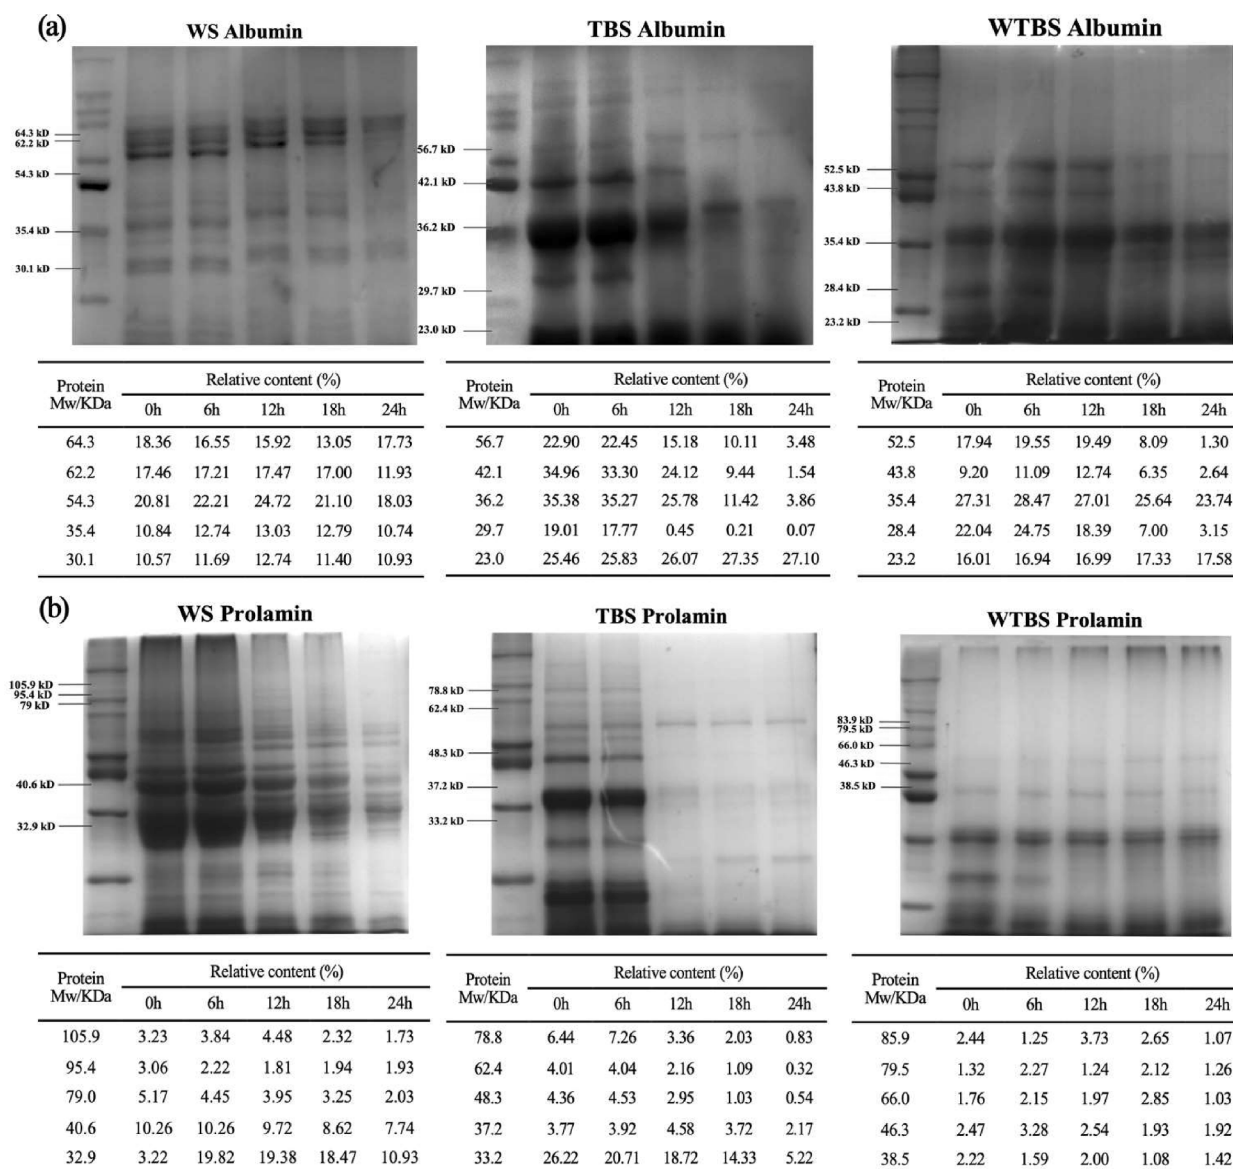 (a)
WS Albumin
TBS Albumin
WTBS Albumin
64.3 kD
62.2 kD
54.3 kD
35.4 kD
30.1 kD
56.7 kD
42.1 kD
36.2 kD
29.7 kD
23.0 kD
52.5 kD
43.8 kD
35.4 kD
28.4 kD
23.2 kD
Protein Mw/KDa Relative content (%)
0h 6h 12h 18h 24h
64.3 18.36 16.55 15.92 13.05 17.73
62.2 17.46 17.21 17.47 17.00 11.93
54.3 20.81 22.21 24.72 21.10 18.03
35.4 10.84 12.74 13.03 12.79 10.74
30.1 10.57 11.69 12.74 11.40 10.93
Protein Mw/KDa Relative content (%)
0h 6h 12h 18h 24h
56.7 22.90 22.45 15.18 10.11 3.48
42.1 34.96 33.30 24.12 9.44 1.54
36.2 35.38 35.27 25.78 11.42 3.86
29.7 19.01 17.77 0.45 0.21 0.07
23.0 25.46 25.83 26.07 27.35 27.10
Protein Mw/KDa Relative content (%)
0h 6h 12h 18h 24h
52.5 17.94 19.55 19.49 8.09 1.30
43.8 9.20 11.09 12.74 6.35 2.64
35.4 27.31 28.47 27.01 25.64 23.74
28.4 22.04 24.75 18.39 7.00 3.15
23.2 16.01 16.94 16.99 17.33 17.58
(b)
WS Prolamin
TBS Prolamin
WTBS Prolamin
105.9 kD
95.4 kD
79 kD
40.6 kD
32.9 kD
78.8 kD
62.4 kD
48.3 kD
37.2 kD
33.2 kD
83.9 kD
79.5 kD
66.0 kD
46.3 kD
38.5 kD
Protein Mw/KDa Relative content (%)
0h 6h 12h 18h 24h
105.9 3.23 3.84 4.48 2.32 1.73
95.4 3.06 2.22 1.81 1.94 1.93
79.0 5.17 4.45 3.95 3.25 2.03
40.6 10.26 10.26 9.72 8.62 7.74
32.9 3.22 19.82 19.38 18.47 10.93
Protein Mw/KDa Relative content (%)
0h 6h 12h 18h 24h
78.8 6.44 7.26 3.36 2.03 0.83
62.4 4.01 4.04 2.16 1.09 0.32
48.3 4.36 4.53 2.95 1.03 0.54
37.2 3.77 3.92 4.58 3.72 2.17
33.2 26.22 20.71 18.72 14.33 5.22
Protein Mw/KDa Relative content (%)
0h 6h 12h 18h 24h
85.9 2.44 1.25 3.73 2.65 1.07
79.5 1.32 2.27 1.24 2.12 1.26
66.0 1.76 2.15 1.97 2.85 1.03
46.3 2.47 3.28 2.54 1.93 1.92
38.5 2.22 1.59 2.00 1.08 1.42